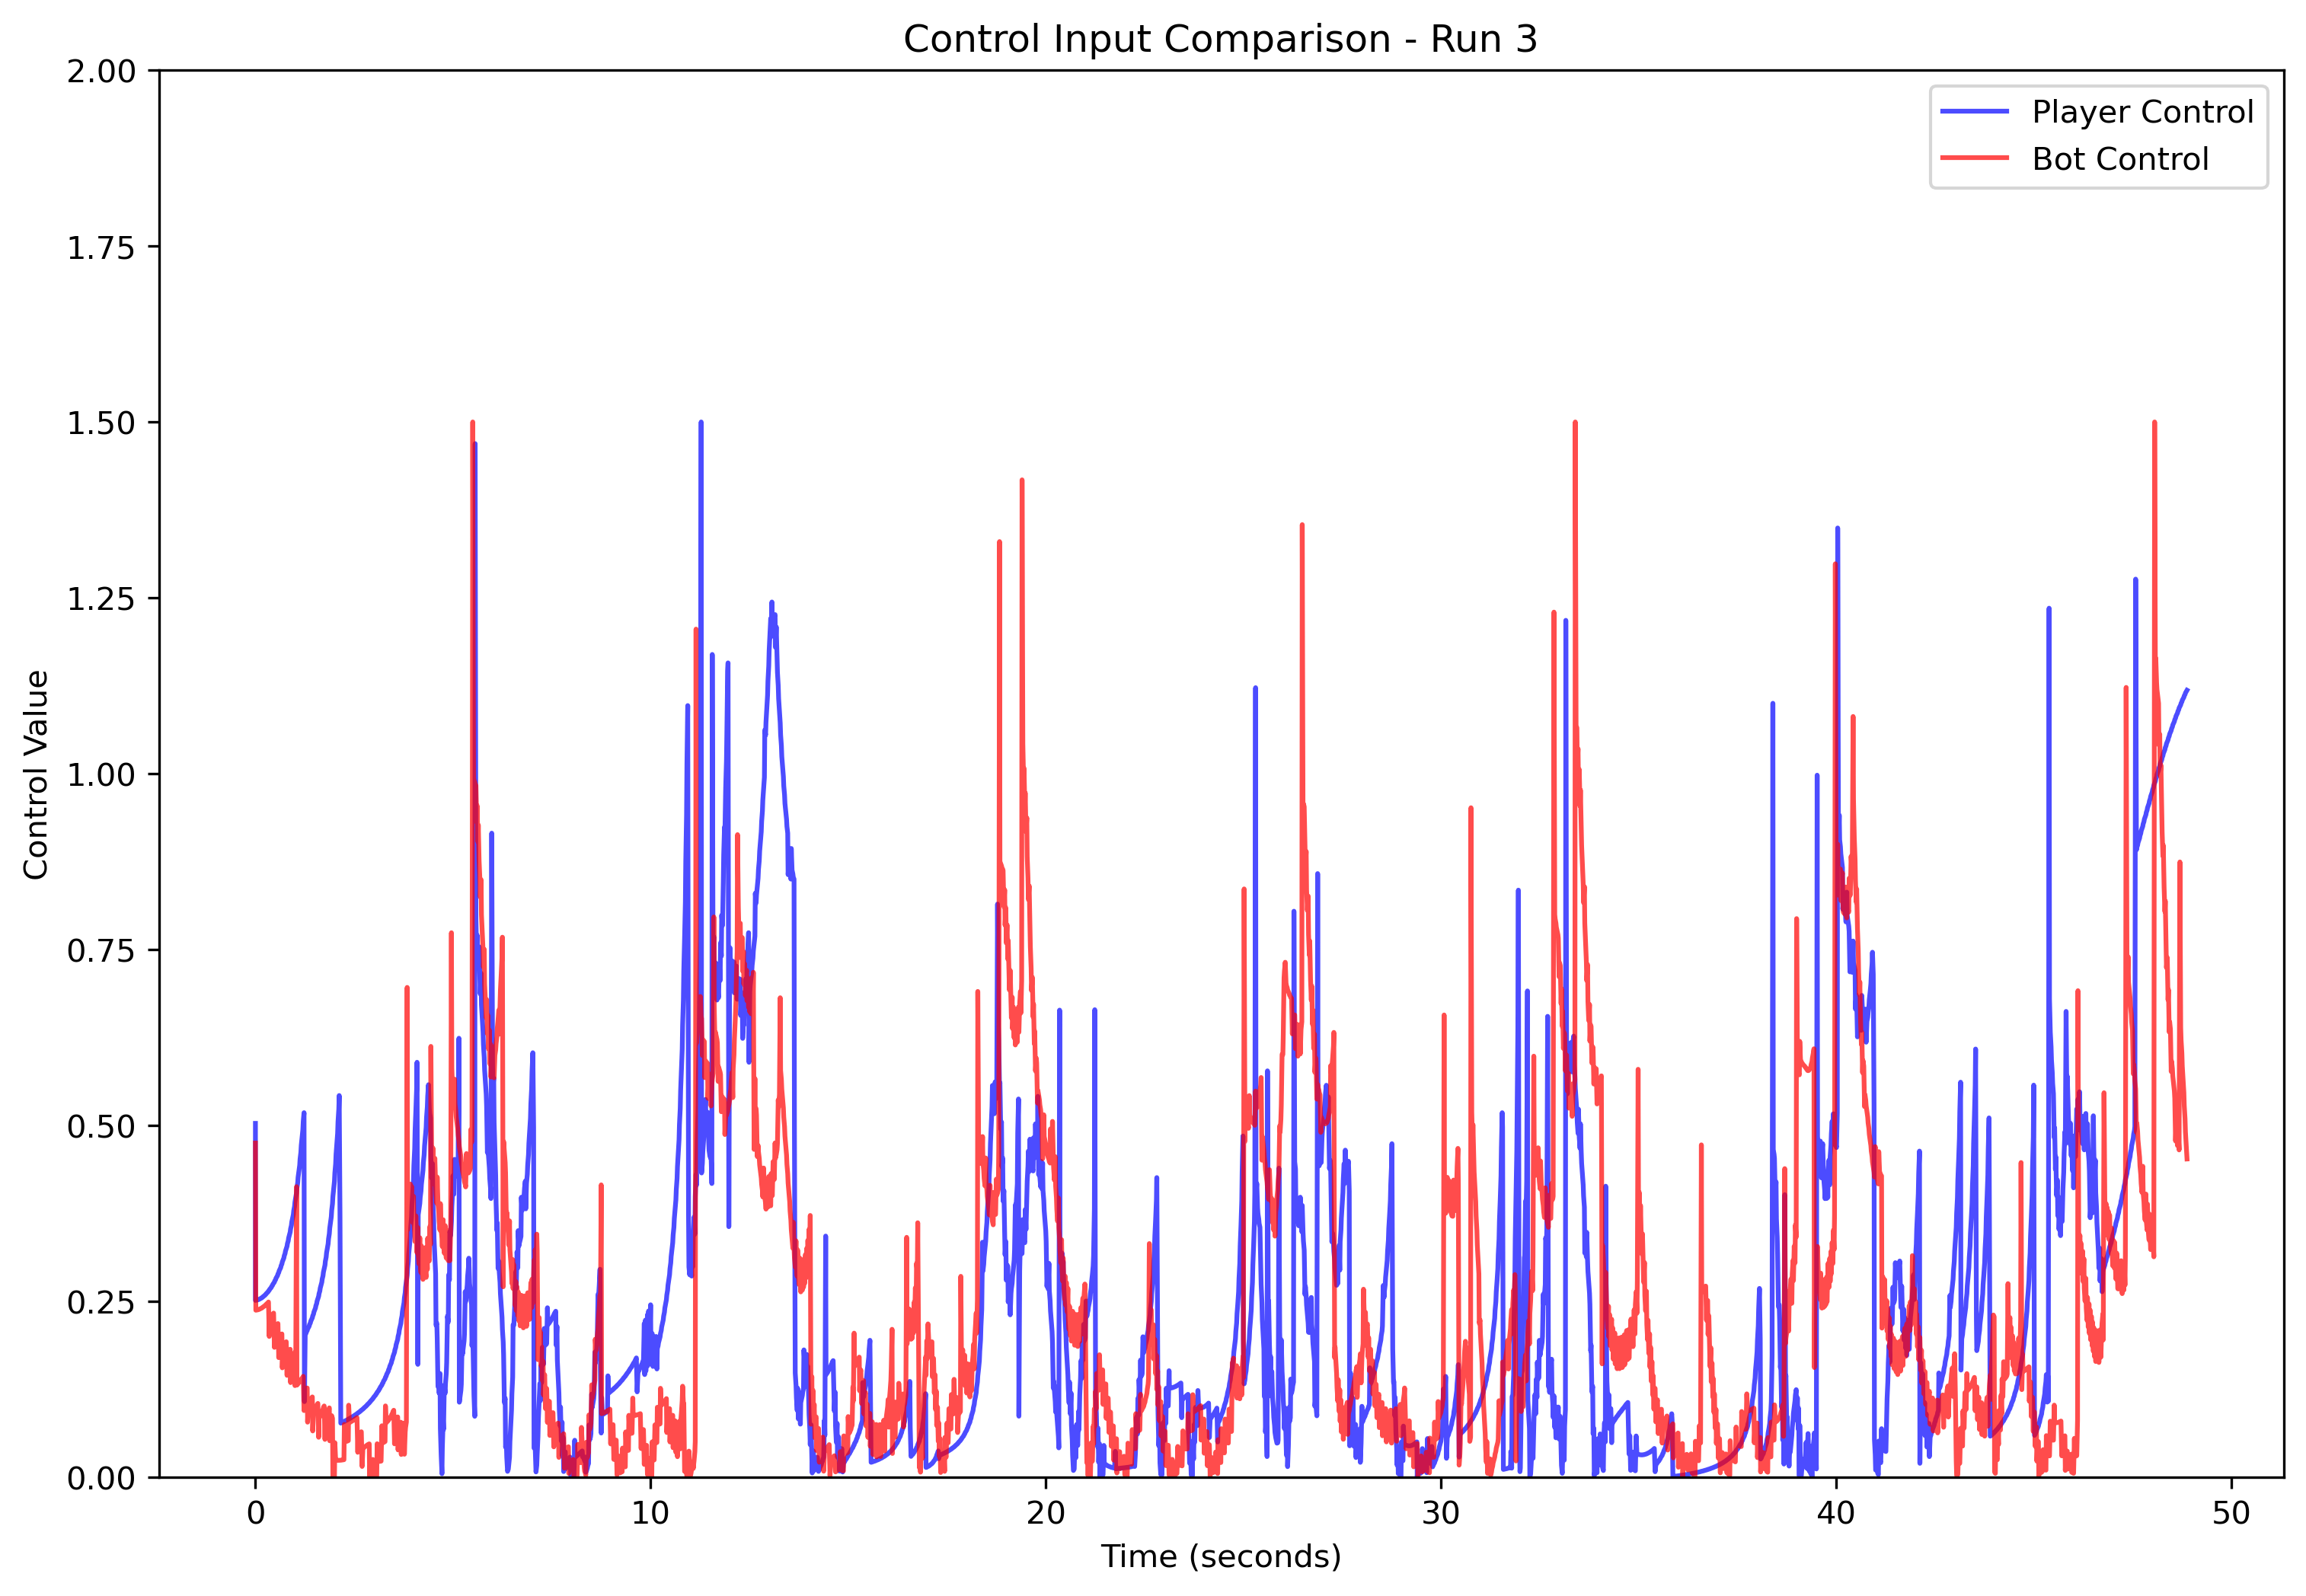 Control Input Comparison - Run 3
2.00
1.75
1.50
1.25
1.00
0.75
0.50
0.25
0.00
Control Value
Player Control
Bot Control
0 10 20 30 40 50
Time (seconds)